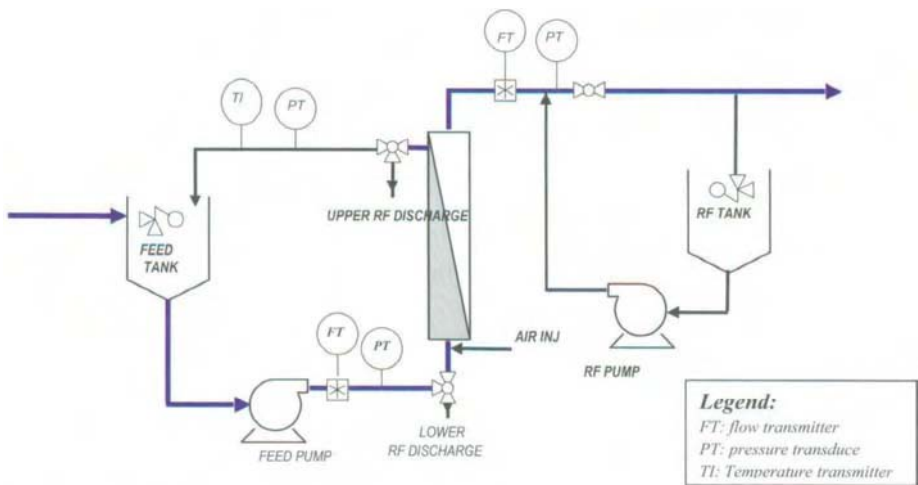 FT
PT
TI
PT
UPPER RF DISCHARGE
RF TANK
FEED
TANK
FT
PT
AIR INJ
RF PUMP
LOWER
RF DISCHARGE
FEED PUMP
Legend:
FT: flow transmitter
PT: pressure transduce
TI: Temperature transmitter